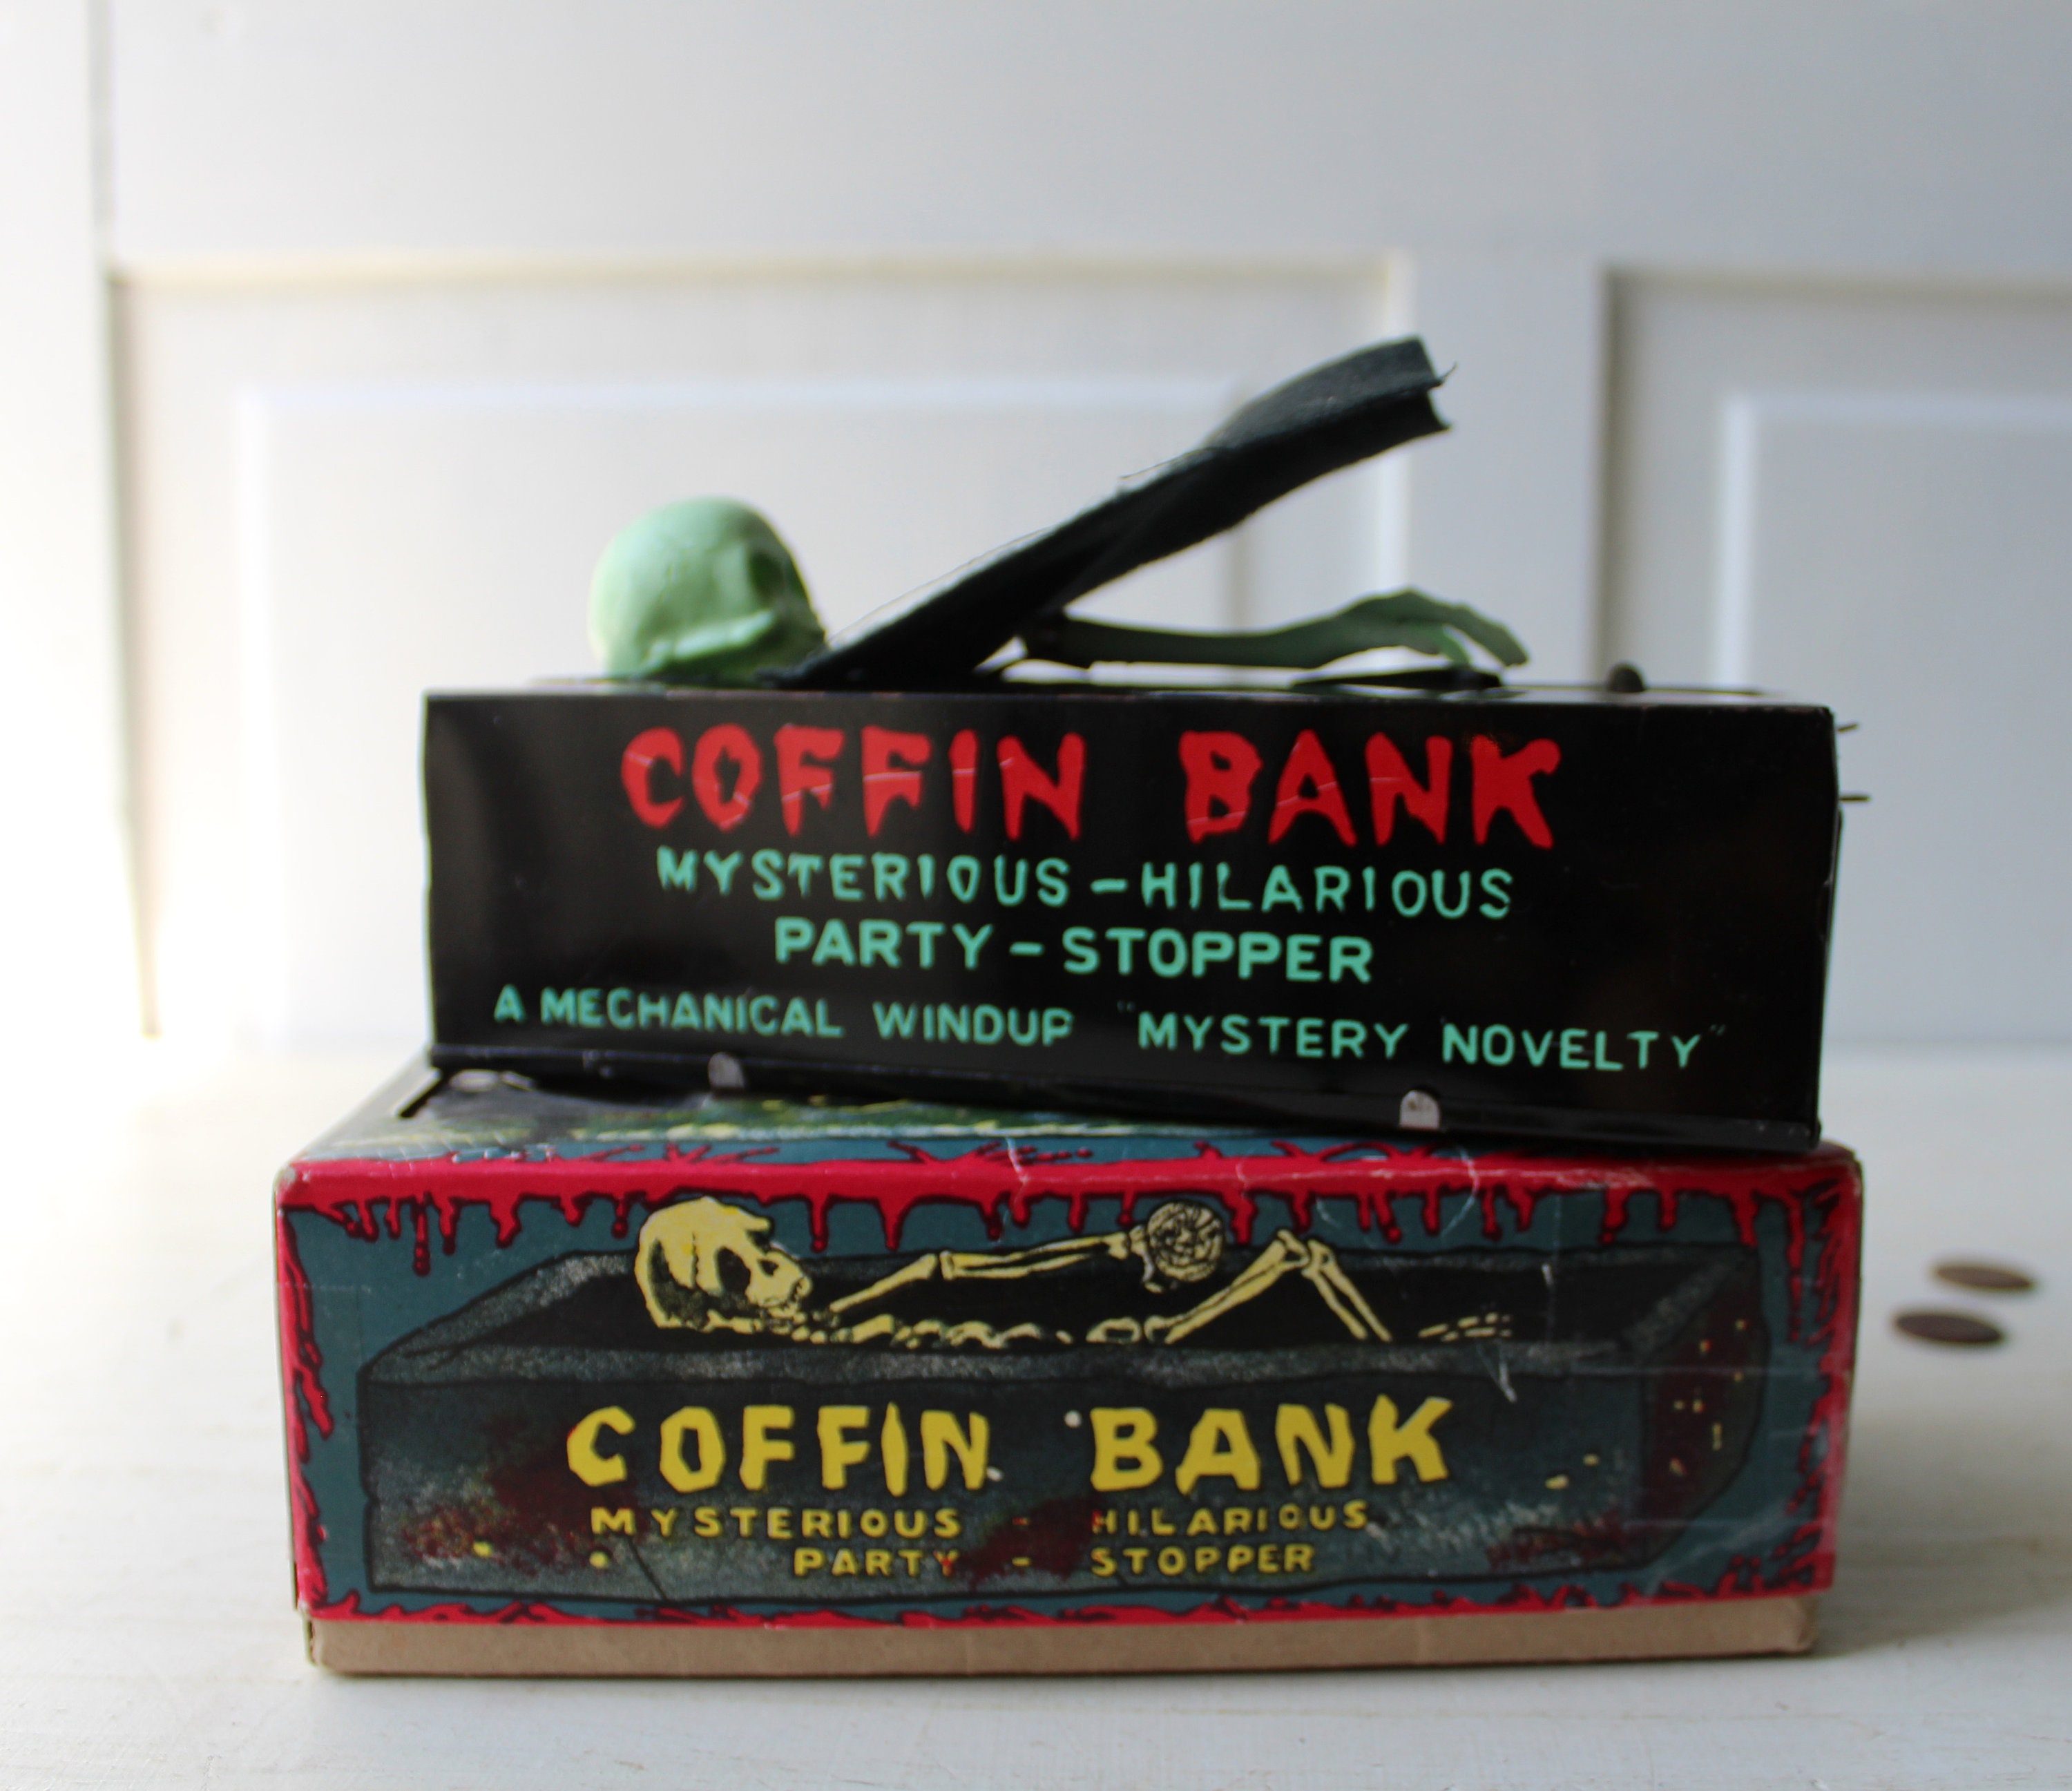 COFFIN BANK
MYSTERIOUS - HILARIOUS
PARTY - STOPPER
A MECHANICAL WINDUP "MYSTERY NOVELTY"
COFFIN BANK
MYSTERIOUS - HILARIOUS
PARTY - STOPPER